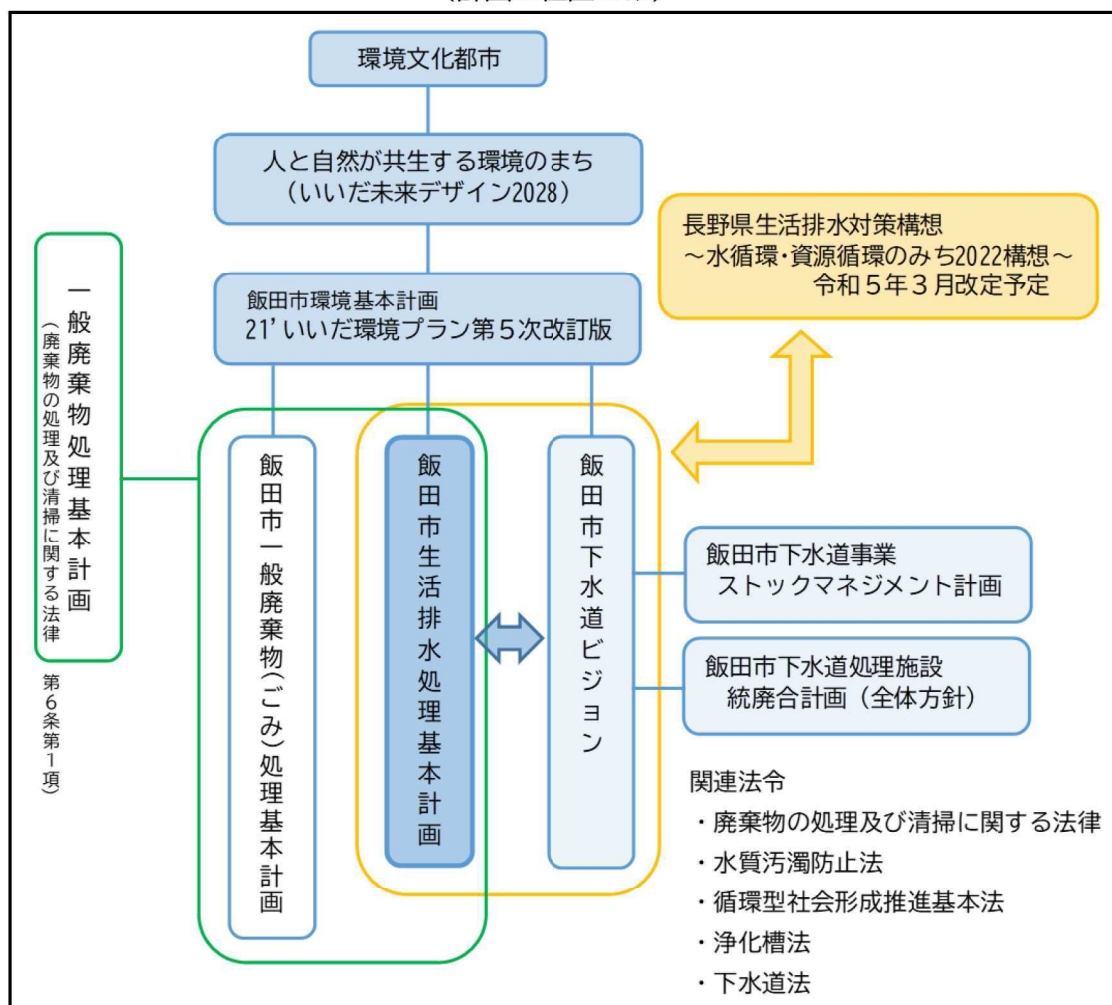 環境文化都市
人と自然が共生する環境のまち
（いいだ未来デザイン2028）
長野県生活排水対策構想
～水循環・資源循環のみち2022構想～
令和５年３月改定予定
飯田市環境基本計画
21’いいだ環境プラン第５次改訂版
一般廃棄物処理基本計画
（廃棄物の処理及び清掃に関する法律　第６条第１項）
飯田市一般廃棄物（ごみ）処理基本計画
飯田市生活排水処理基本計画
飯田市下水道ビジョン
飯田市下水道事業
ストックマネジメント計画
飯田市下水道処理施設
統廃合計画（全体方針）
関連法令
・廃棄物の処理及び清掃に関する法律
・水質汚濁防止法
・循環型社会形成推進基本法
・浄化槽法
・下水道法